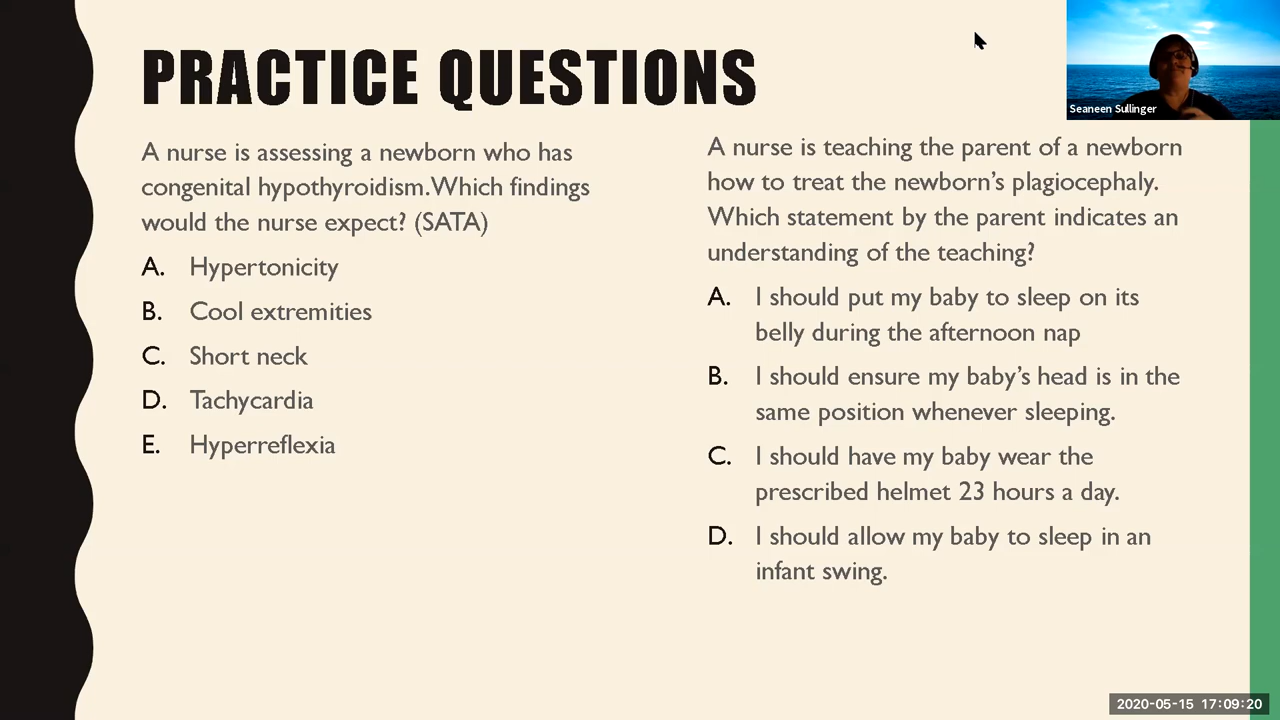 PRACTICE QUESTIONS
Seaneen Sullinger
A nurse is assessing a newborn who has
congenital hypothyroidism. Which findings
would the nurse expect? (SATA)
A. Hypertonicity
B. Cool extremities
C. Short neck
D. Tachycardia
E. Hyperreflexia
A nurse is teaching the parent of a newborn
how to treat the newborn's plagiocephaly.
Which statement by the parent indicates an
understanding of the teaching?
A. I should put my baby to sleep on its
belly during the afternoon nap
B. I should ensure my baby's head is in the
same position whenever sleeping.
C. I should have my baby wear the
prescribed helmet 23 hours a day.
D. I should allow my baby to sleep in an
infant swing.
2020-05-15 17:09:20